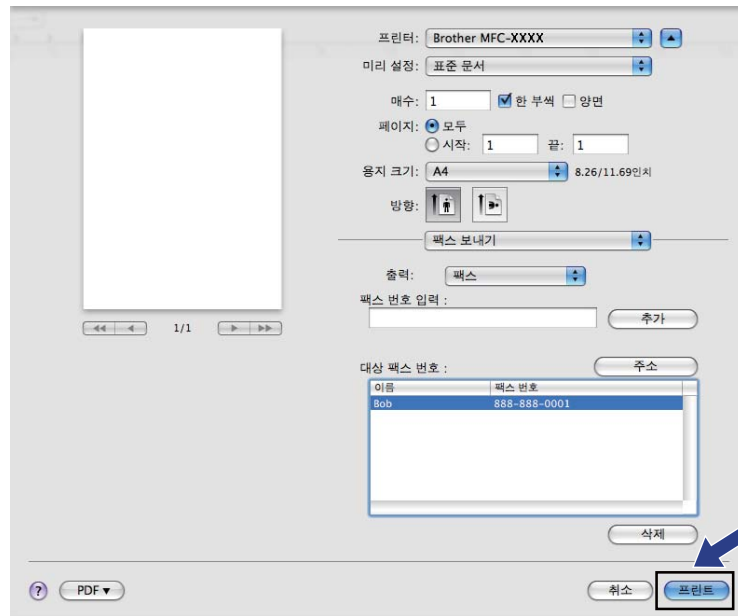 프린터: Brother MFC-XXXX
미리 설정: 표준 문서
매수: 1 한 부씩 양면
페이지: 모두
시작: 1 끝: 1
용지 크기: A4 8.26/11.69인치
방향:
팩스 보내기
출력: 팩스
팩스 번호 입력 :
추가
1/1
대상 팩스 번호 : 주소
이름 팩스 번호
Bob 888-888-0001
삭제
? PDF▼ 취소 프린트